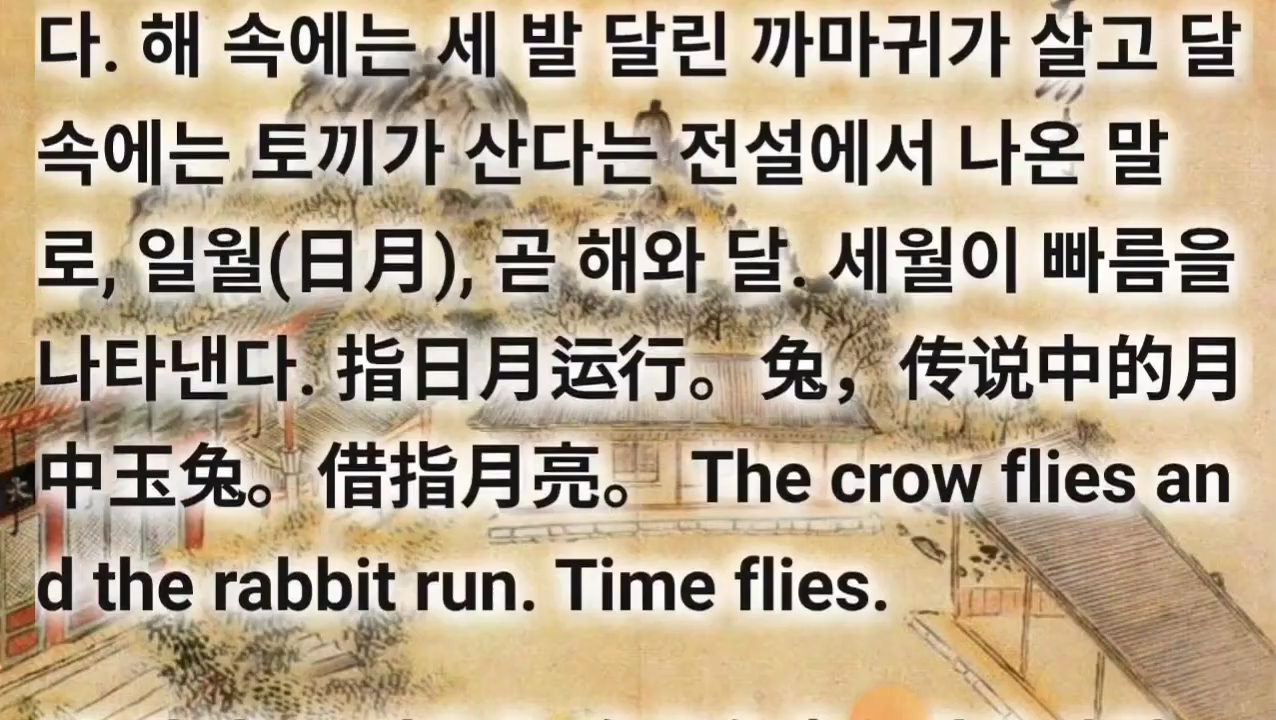 다. 해 속에는 세 발 달린 까마귀가 살고 달
속에는 토끼가 산다는 전설에서 나온 말
로, 일월(日月), 곧 해와 달. 세월이 빠름을
나타낸다. 指日月运行。兔，传说中的月
中玉兔。借指月亮。 The crow flies an
d the rabbit run. Time flies.